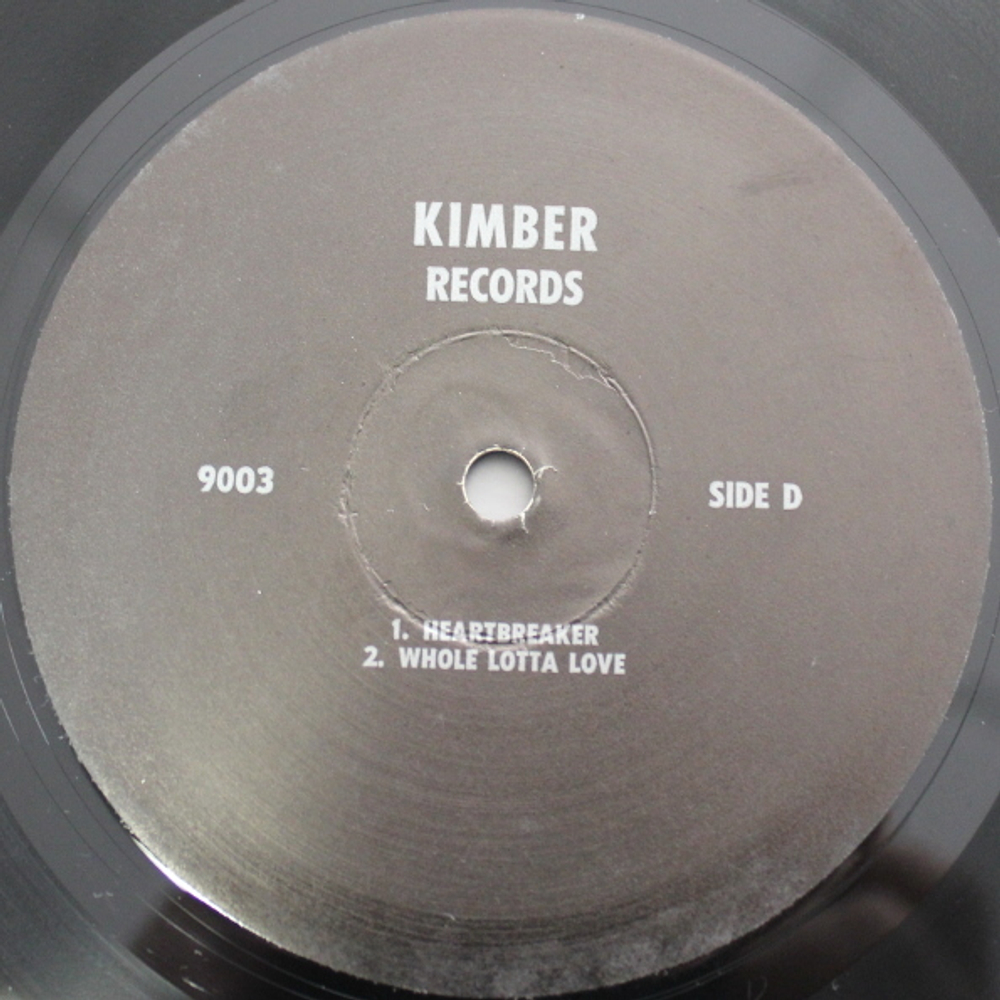 KIMBER
RECORDS
9003
SIDE D
1. HEARTBREAKER
2. WHOLE LOTTA LOVE